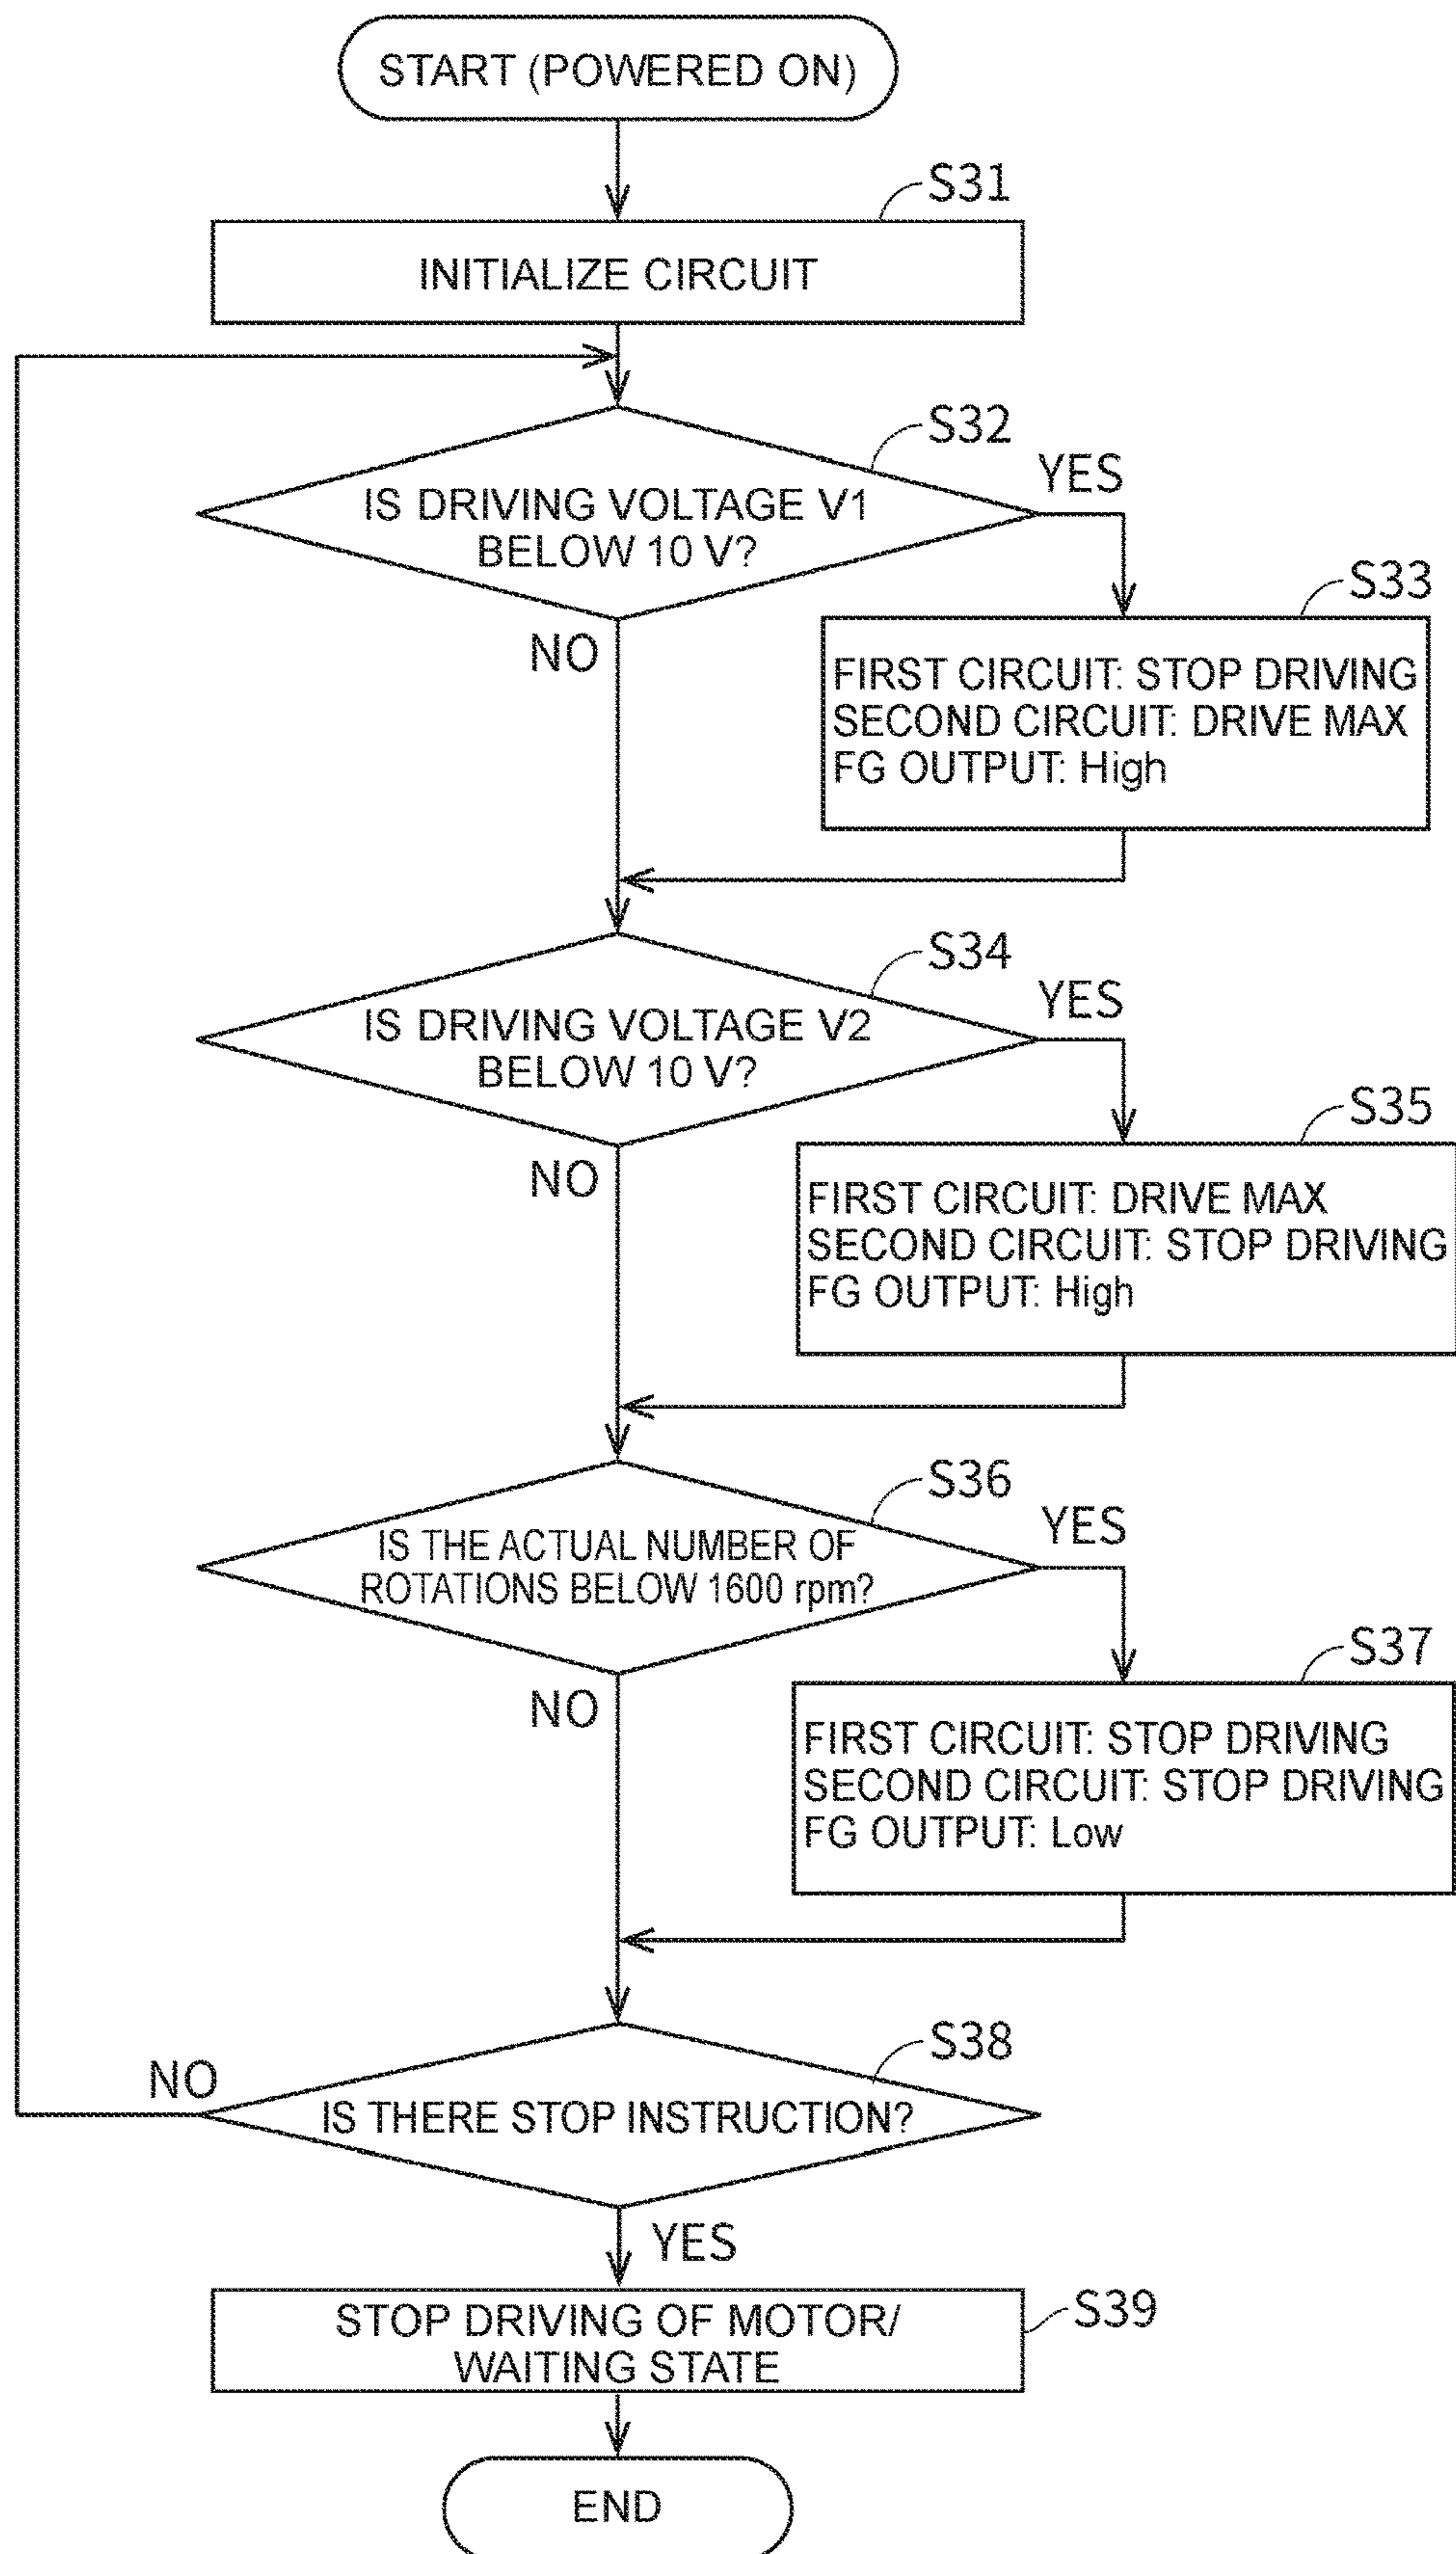 START (POWERED ON)
S31
INITIALIZE CIRCUIT
S32
IS DRIVING VOLTAGE V1
BELOW 10 V?
YES
NO
S33
FIRST CIRCUIT: STOP DRIVING
SECOND CIRCUIT: DRIVE MAX
FG OUTPUT: High
S34
IS DRIVING VOLTAGE V2
BELOW 10 V?
YES
NO
S35
FIRST CIRCUIT: DRIVE MAX
SECOND CIRCUIT: STOP DRIVING
FG OUTPUT: High
S36
IS THE ACTUAL NUMBER OF
ROTATIONS BELOW 1600 rpm?
YES
NO
S37
FIRST CIRCUIT: STOP DRIVING
SECOND CIRCUIT: STOP DRIVING
FG OUTPUT: Low
S38
NO
IS THERE STOP INSTRUCTION?
YES
S39
STOP DRIVING OF MOTOR/
WAITING STATE
END